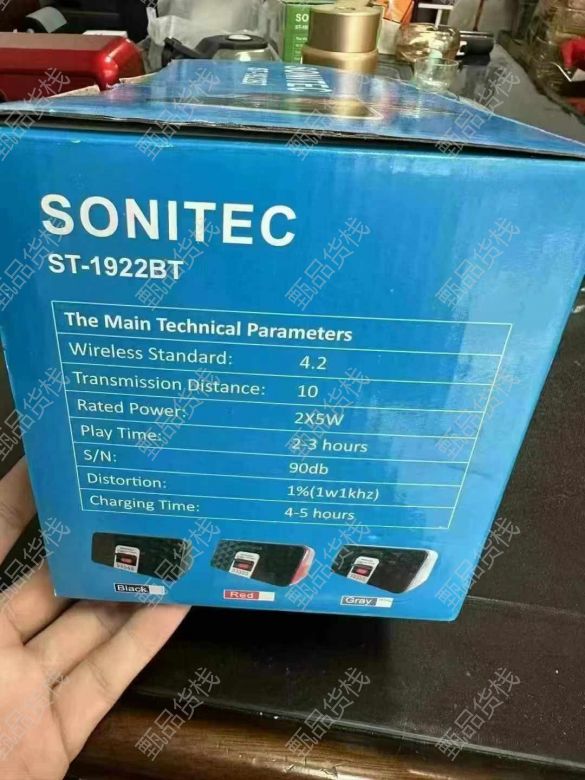 SONITEC
ST-1922BT
The Main Technical Parameters
Wireless Standard: 4.2
Transmission Distance: 10
Rated Power: 2X5W
Play Time: 2-3 hours
S/N: 90db
Distortion: 1%(1w1khz)
Charging Time: 4-5 hours
Black
Red
Gray
甄品货栈